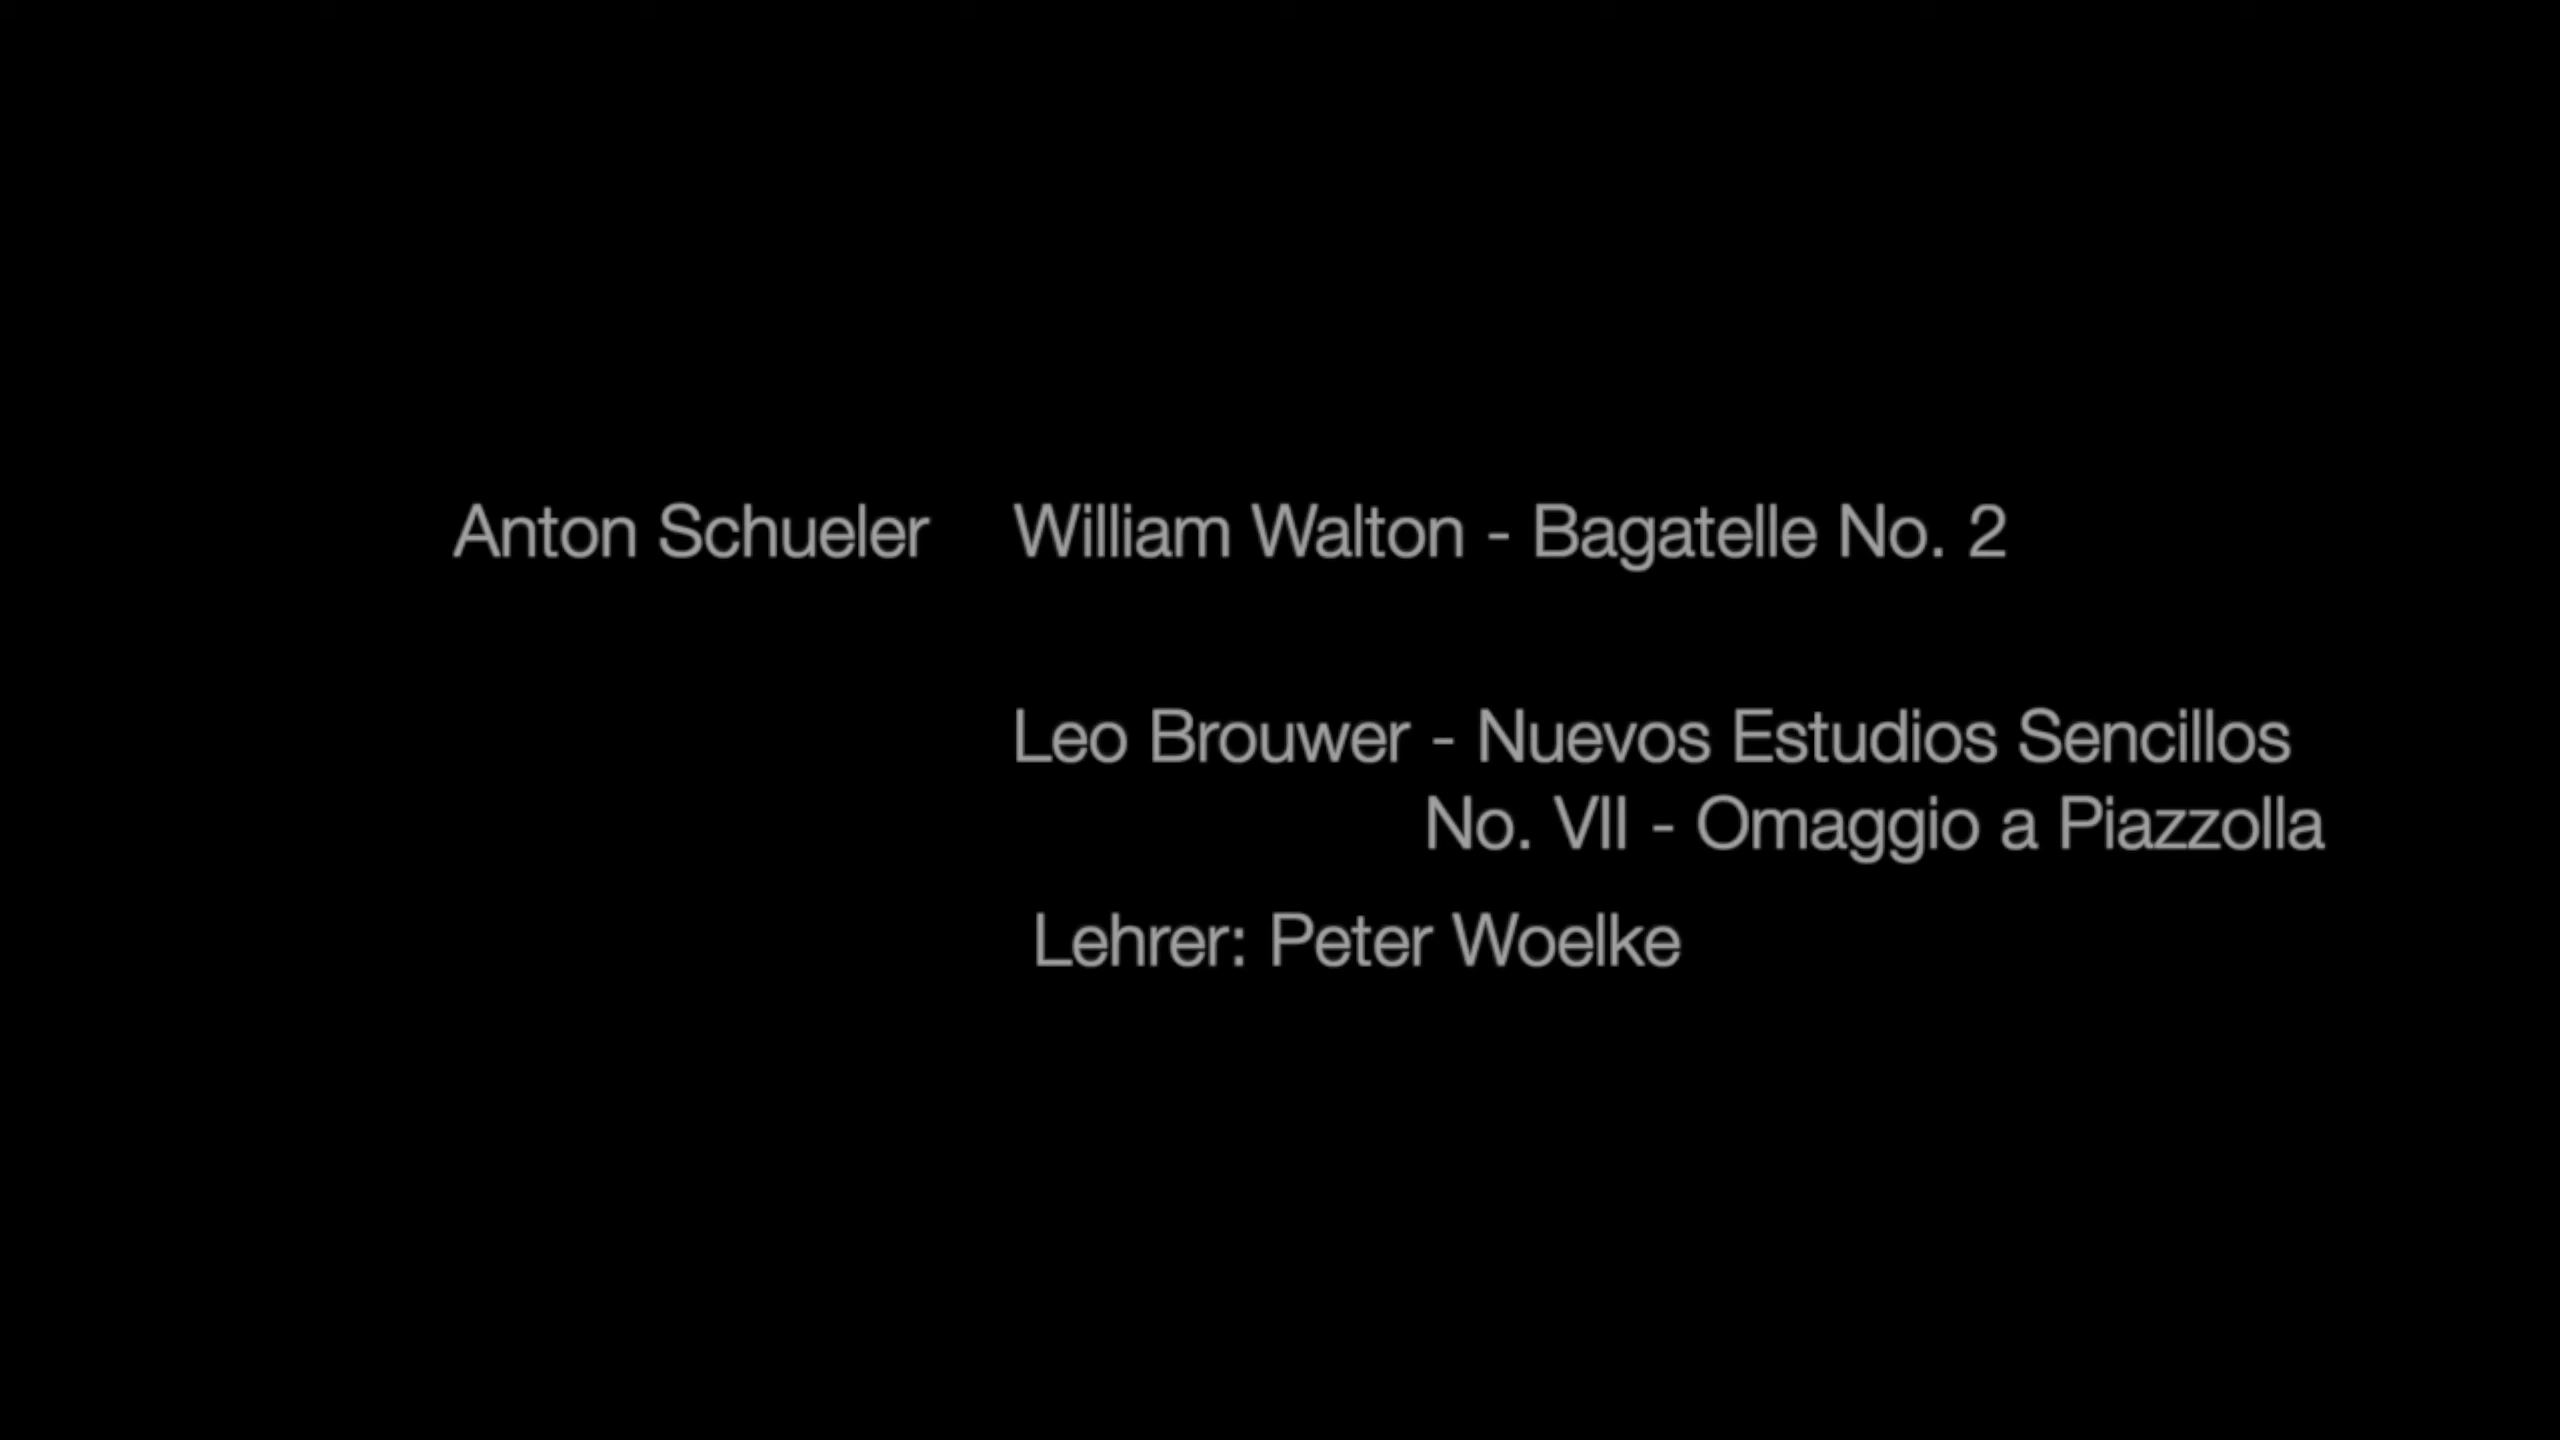 Anton Schueler William Walton - Bagatelle No. 2
Leo Brouwer - Nuevos Estudios Sencillos
No. VII - Omaggio a Piazzolla
Lehrer: Peter Woelke